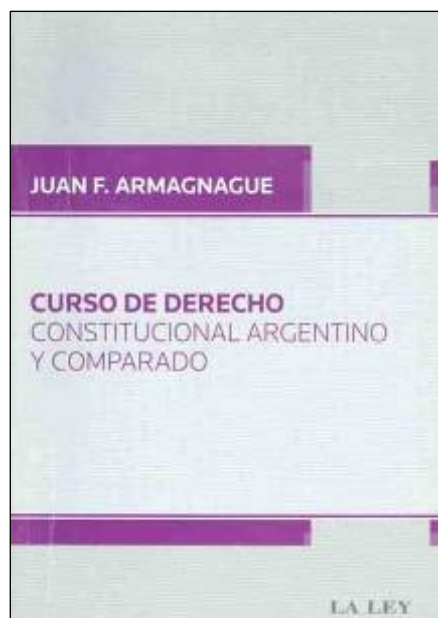 JUAN F. ARMAGNAGUE
CURSO DE DERECHO
CONSTITUCIONAL ARGENTINO
Y COMPARADO
LA LEY